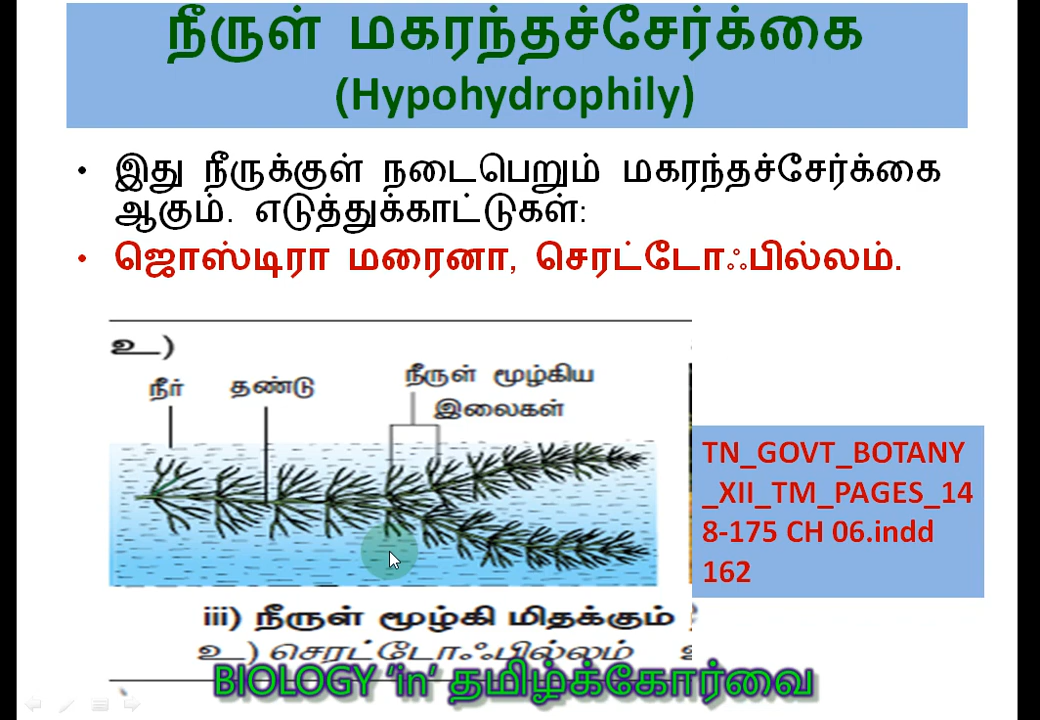 நீருள் மகரந்தச்சேர்க்கை
(Hypohydrophily)
• இது நீருக்குள் நடைபெறும் மகரந்தச்சேர்க்கை
ஆகும். எடுத்துக்காட்டுகள்:
• ஜொஸ்டிரா மரைனா, செரட்டோஃபில்லம்.
உ)
நீர் தண்டு நீருள் மூழ்கிய
இலைகள்
TN_GOVT_BOTANY
_XII_TM_PAGES_14
8-175 CH 06.indd
162
iii) நீருள் மூழ்கி மிதக்கும்
உ) செரட்டோஃபில்லம்
BIOLOGY 'in' தமிழ்க்கோர்வை